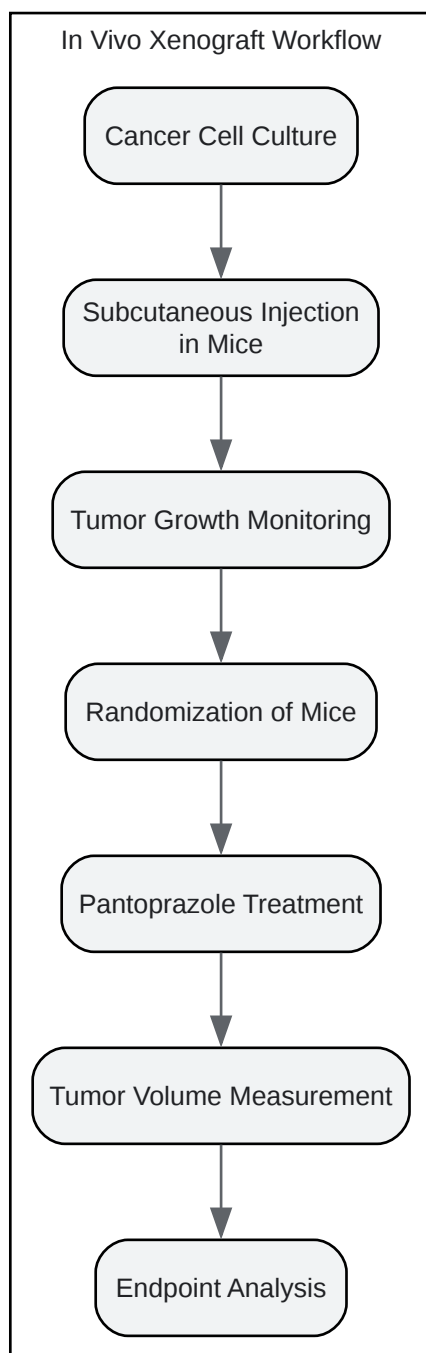 In Vivo Xenograft Workflow
Cancer Cell Culture
Subcutaneous Injection
in Mice
Tumor Growth Monitoring
Randomization of Mice
Pantoprazole Treatment
Tumor Volume Measurement
Endpoint Analysis